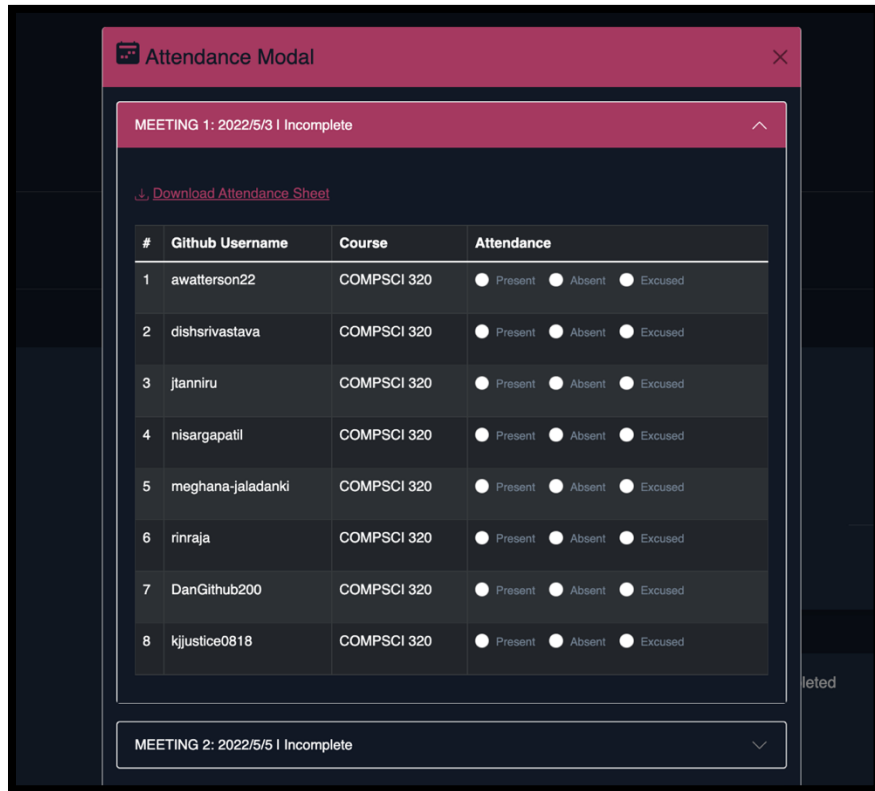 Attendance Modal
MEETING 1: 2022/5/3 | Incomplete
Download Attendance Sheet
# Github Username Course Attendance
1 awatterson22 COMPSCI 320 Present Absent Excused
2 dishsrivastava COMPSCI 320 Present Absent Excused
3 jtanniru COMPSCI 320 Present Absent Excused
4 nisargapatil COMPSCI 320 Present Absent Excused
5 meghana-jaladanki COMPSCI 320 Present Absent Excused
6 rinraja COMPSCI 320 Present Absent Excused
7 DanGithub200 COMPSCI 320 Present Absent Excused
8 kjjustice0818 COMPSCI 320 Present Absent Excused
leted
MEETING 2: 2022/5/5 | Incomplete